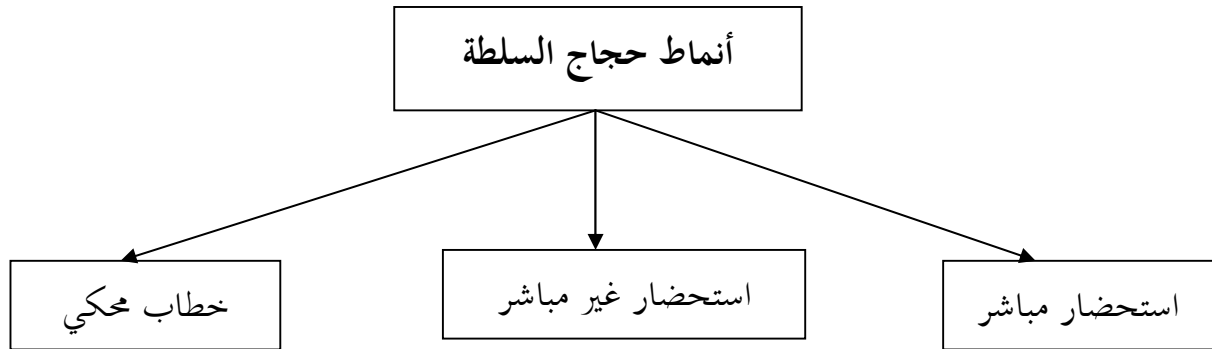 أنماط حجاج السلطة
استحضار مباشر
استحضار غير مباشر
خطاب محكي